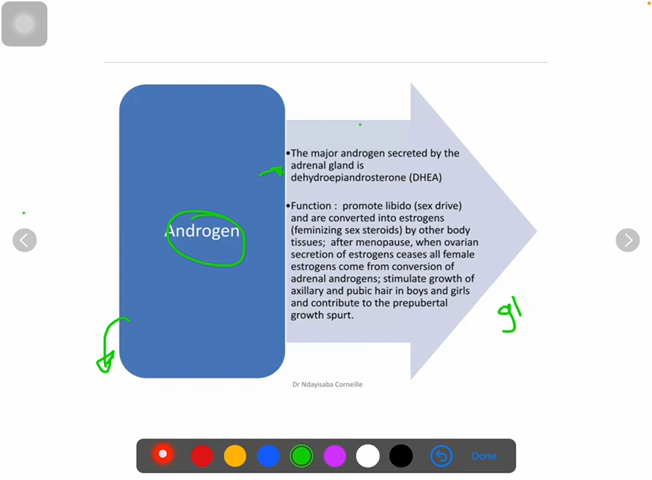 Androgen
•The major androgen secreted by the
adrenal gland is
dehydroepiandrosterone (DHEA)
•Function : promote libido (sex drive)
and are converted into estrogens
(feminizing sex steroids) by other body
tissues; after menopause, when ovarian
secretion of estrogens ceases all female
estrogens come from conversion of
adrenal androgens; stimulate growth of
axillary and pubic hair in boys and girls
and contribute to the prepubertal
growth spurt.
gl
Dr Ndayisaba Corneille
Done